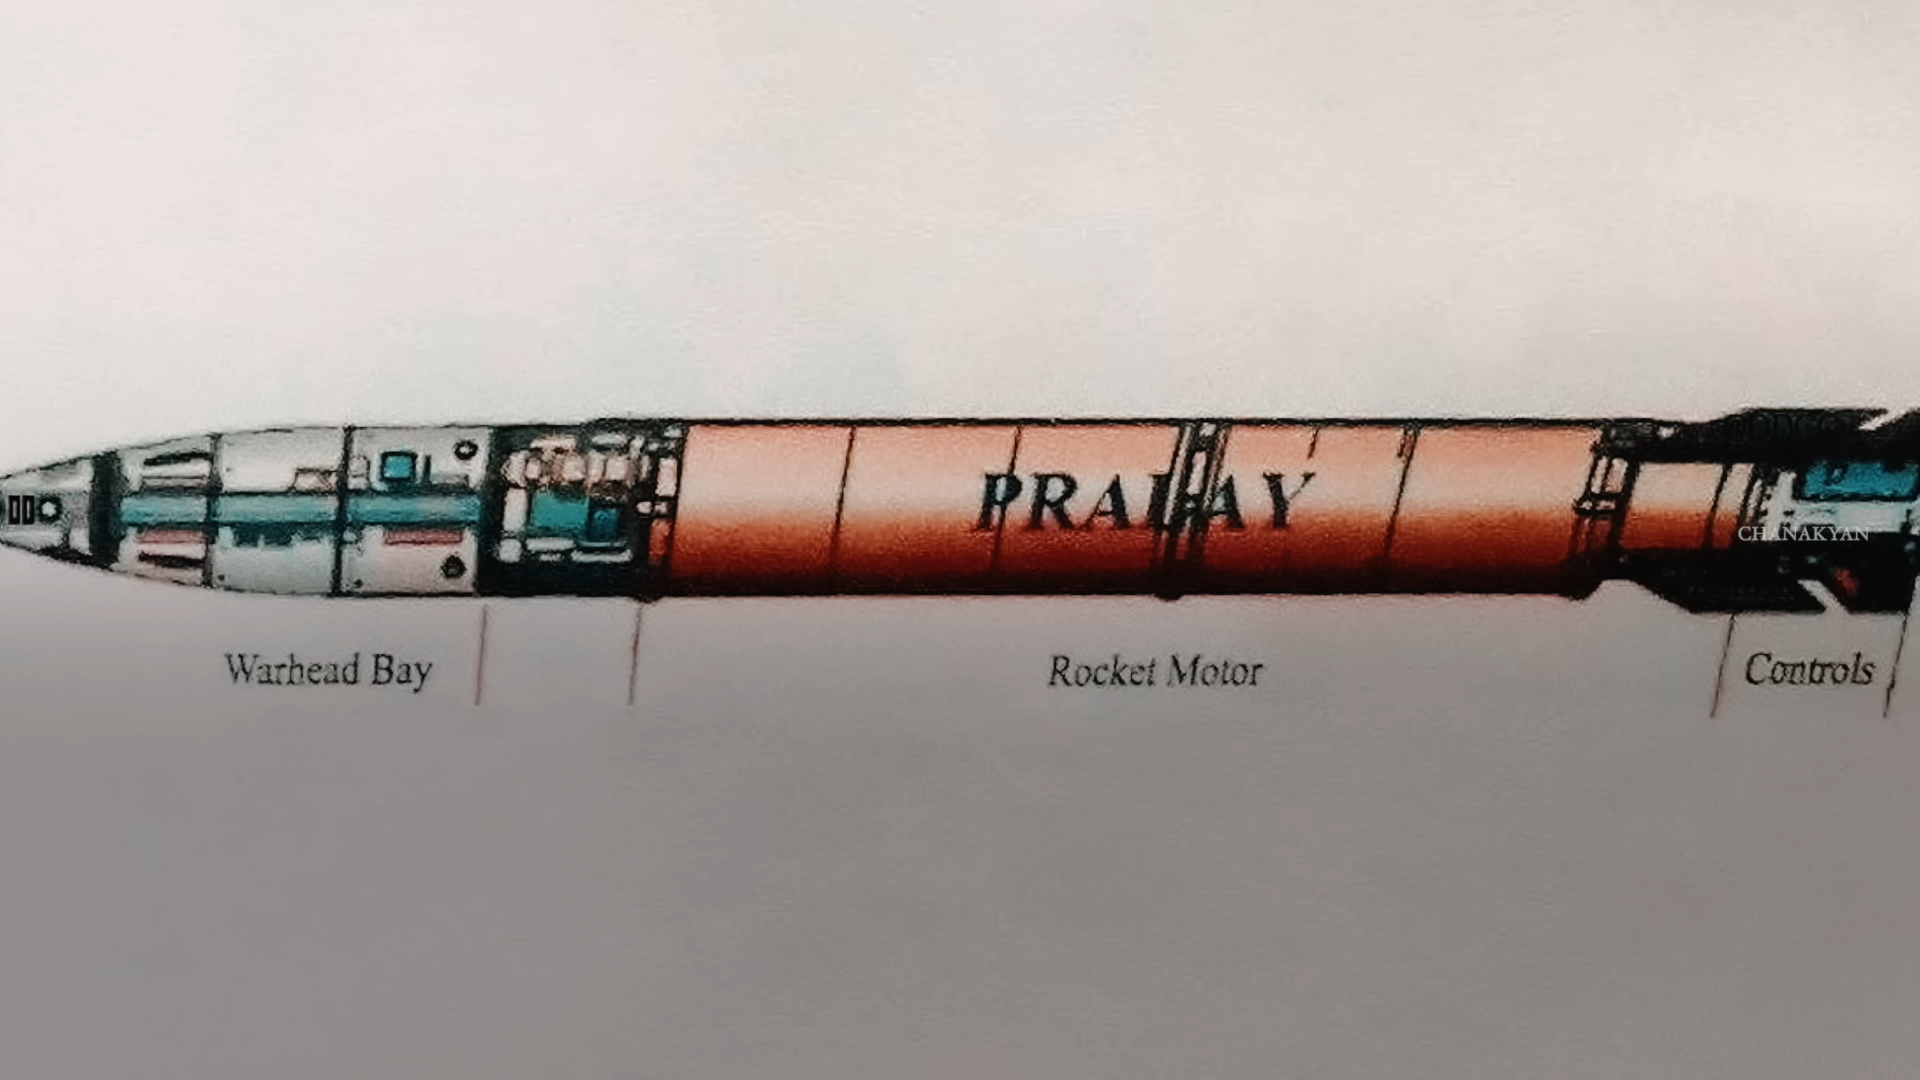 PRALAY
CHANAKYAN
Warhead Bay
Rocket Motor
Controls